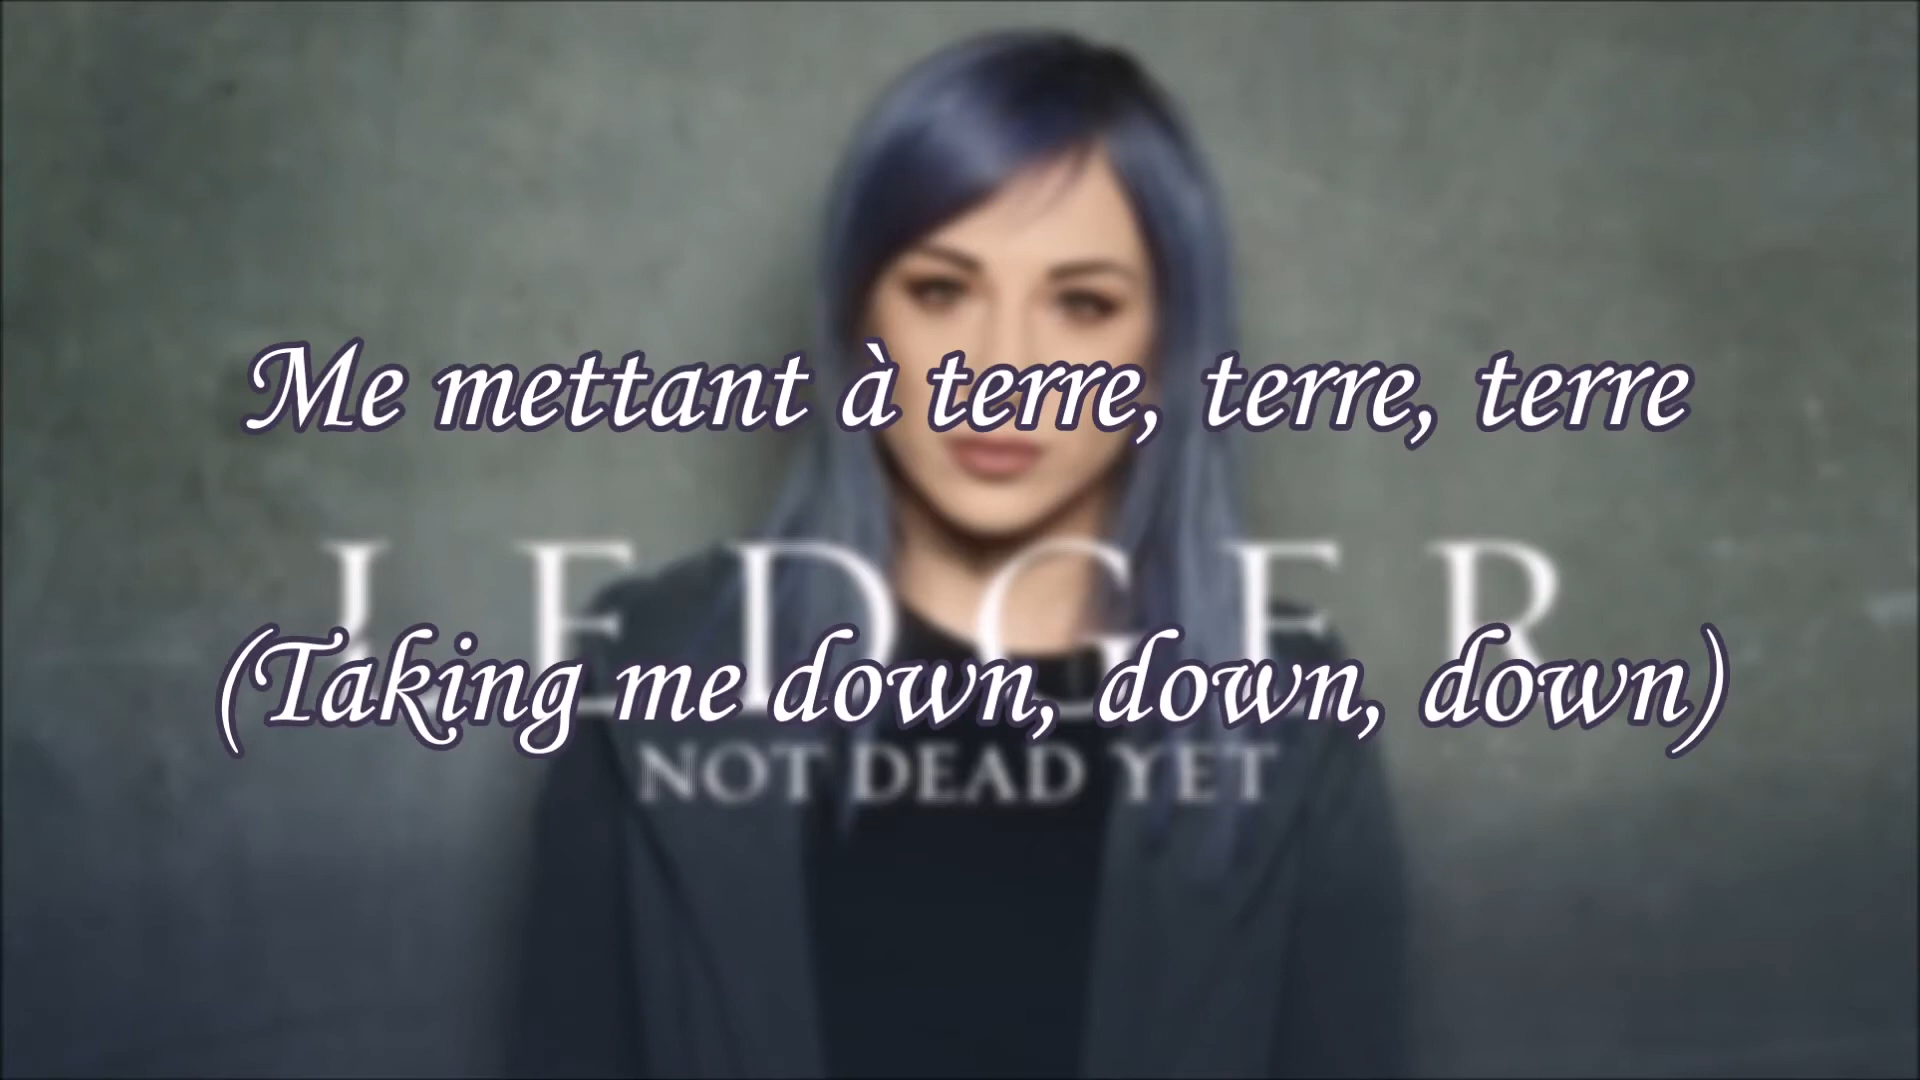 Me mettant à terre, terre, terre
LEDGER
(Taking me down, down, down)
NOT DEAD YET